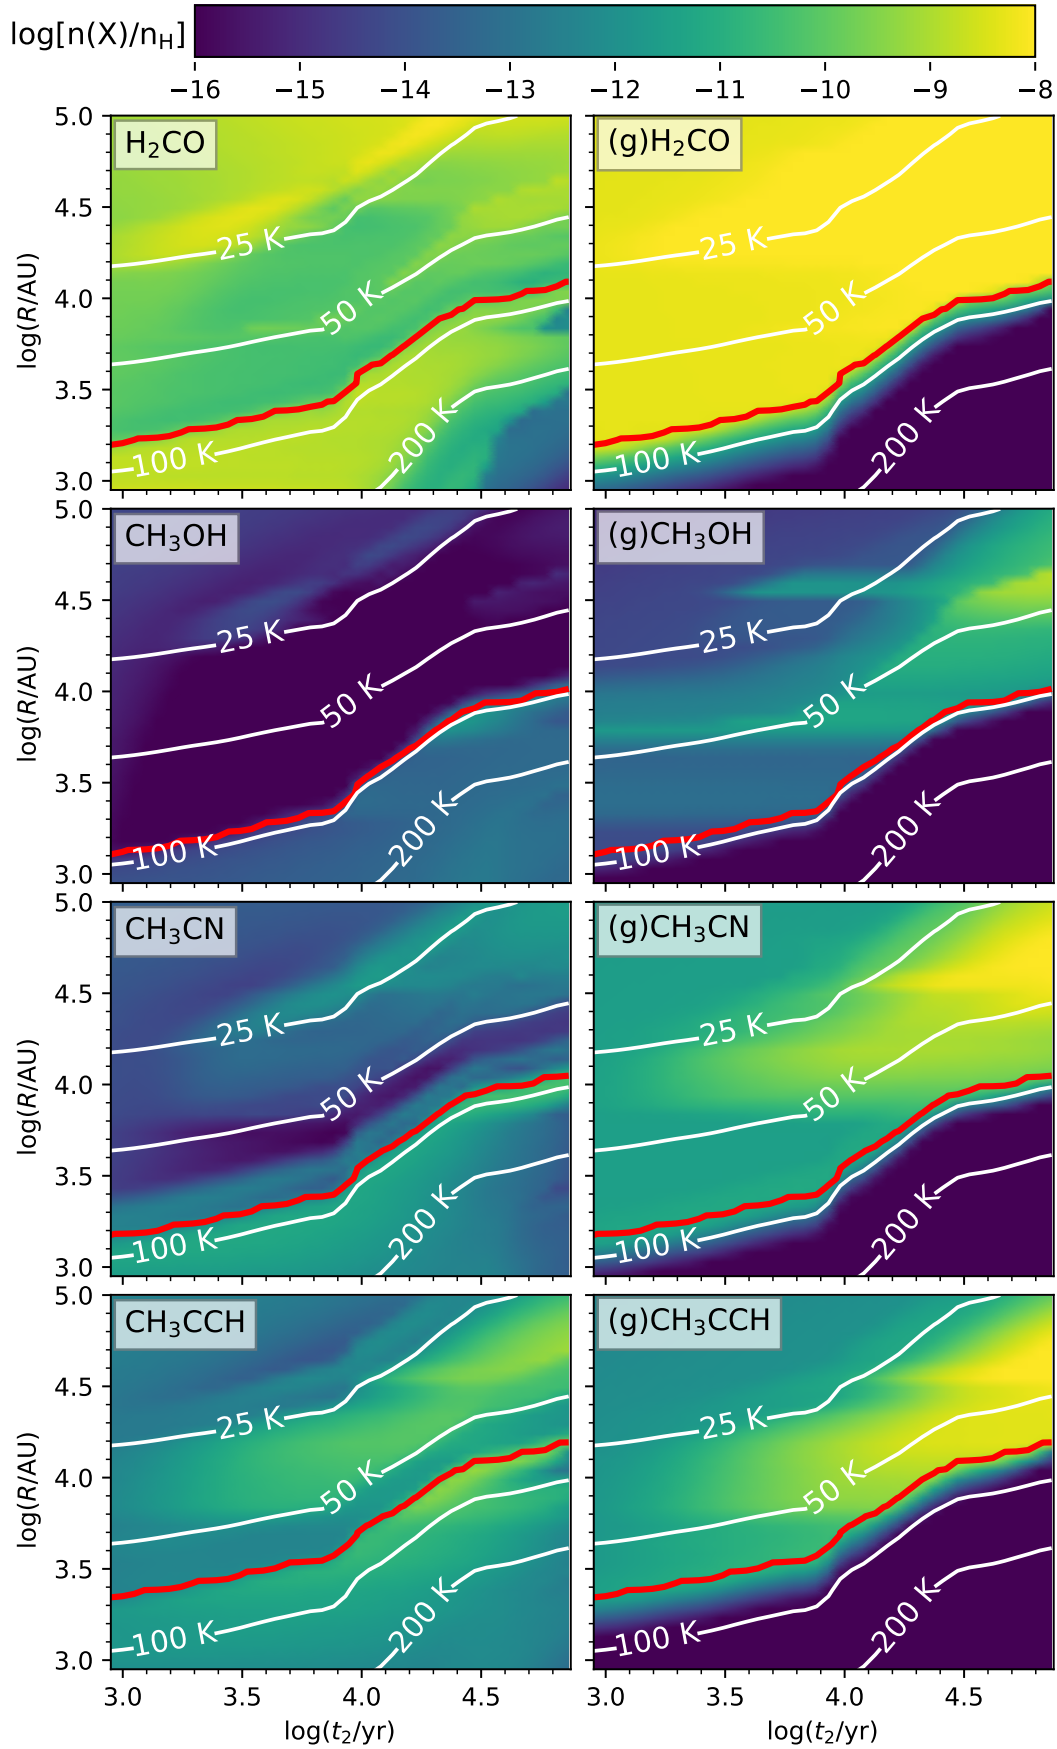 log[n(X)/n_H]
−16 −15 −14 −13 −12 −11 −10 −9 −8
H₂CO
(g)H₂CO
5.0
4.5
4.0
3.5
3.0
log(R/AU)
25 K
50 K
100 K
200 K
25 K
50 K
100 K
200 K
CH₃OH
(g)CH₃OH
5.0
4.5
4.0
3.5
3.0
log(R/AU)
25 K
50 K
100 K
200 K
25 K
50 K
100 K
200 K
CH₃CN
(g)CH₃CN
5.0
4.5
4.0
3.5
3.0
log(R/AU)
25 K
50 K
100 K
200 K
25 K
50 K
100 K
200 K
CH₃CCH
(g)CH₃CCH
5.0
4.5
4.0
3.5
3.0
log(R/AU)
25 K
50 K
100 K
200 K
25 K
50 K
100 K
200 K
3.0 3.5 4.0 4.5
3.0 3.5 4.0 4.5
log(t₂/yr)
log(t₂/yr)